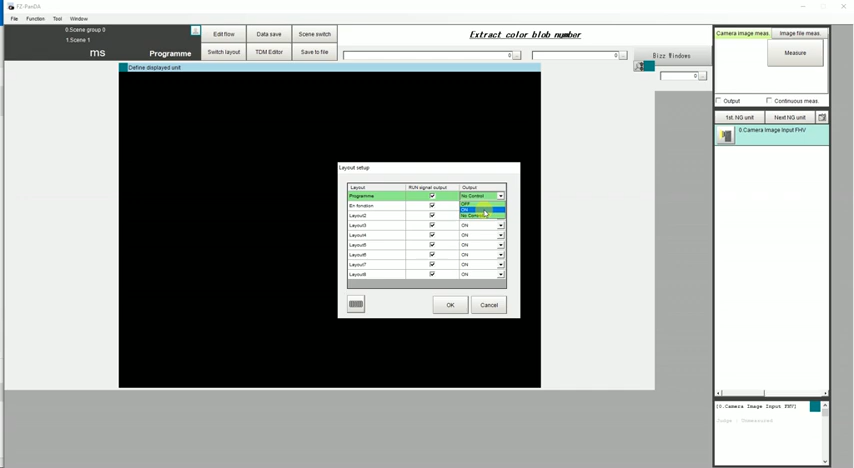 FZ-PanDA
File Function Tool Window
0.Scene group 0
1.Scene 1
ms Programme
Edit flow Data save Scene switch
Switch layout TDM Editor Save to file
Extract color blob number
0 ... 0 ...
Bizz Windows
0 ...
Camera image meas. Image file meas.
Measure
Output Continuous meas.
1st. NG unit Next NG unit
0.Camera Image Input FHV
Define displayed unit
Layout setup
Layout RUN signal output Output
Programme No Control
En fonction OFF
ON
Layout2 No Control
Layout3 ON
Layout4 ON
Layout5 ON
Layout6 ON
Layout7 ON
Layout8 ON
OK Cancel
[0.Camera Image Input FHV]
Judge : Unmeasured